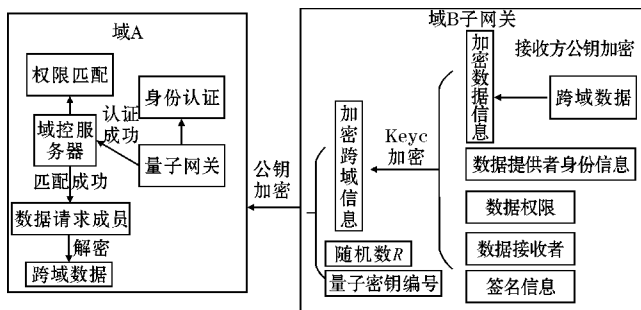 域A
权限匹配
身份认证
认证
成功
域控服
务器
量子网关
匹配成功
数据请求成员
解密
跨域数据
公钥
加密
域B子网关
加密跨域信息
随机数R
量子密钥编号
Keyc
加密
加密数据信息
接收方公钥加密
跨域数据
数据提供者身份信息
数据权限
数据接收者
签名信息